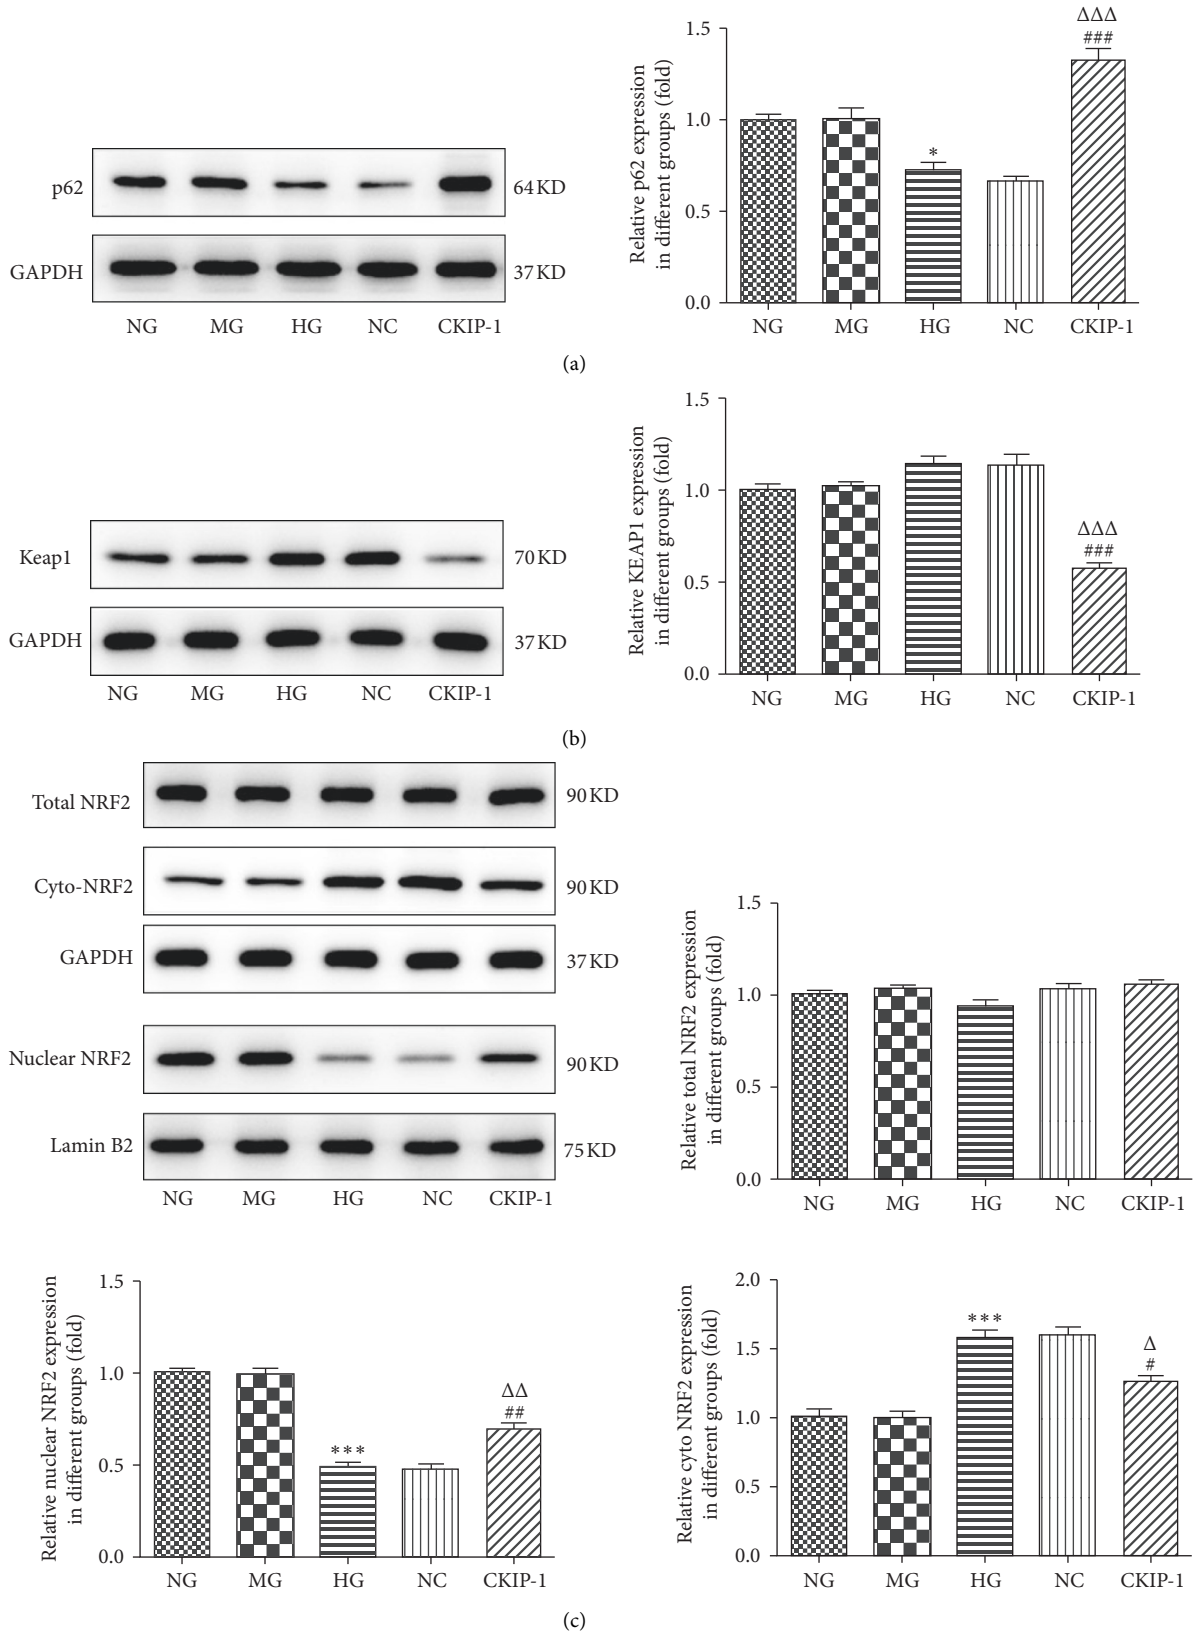 p62
64 KD
GAPDH
37 KD
NG MG HG NC CKIP-1
Relative p62 expression
in different groups (fold)
1.5
1.0
0.5
0.0
*
ΔΔΔ
###
NG MG HG NC CKIP-1
(a)
Keap1
70 KD
GAPDH
37 KD
NG MG HG NC CKIP-1
Relative KEAP1 expression
in different groups (fold)
1.5
1.0
0.5
0.0
ΔΔΔ
###
NG MG HG NC CKIP-1
(b)
Total NRF2
90 KD
Cyto-NRF2
90 KD
GAPDH
37 KD
Nuclear NRF2
90 KD
Lamin B2
75 KD
NG MG HG NC CKIP-1
Relative total NRF2 expression
in different groups (fold)
1.5
1.0
0.5
0.0
NG MG HG NC CKIP-1
Relative nuclear NRF2 expression
in different groups (fold)
1.5
1.0
0.5
0.0
***
ΔΔ
##
NG MG HG NC CKIP-1
Relative cyto NRF2 expression
in different groups (fold)
2.0
1.5
1.0
0.5
0.0
***
Δ
#
NG MG HG NC CKIP-1
(c)